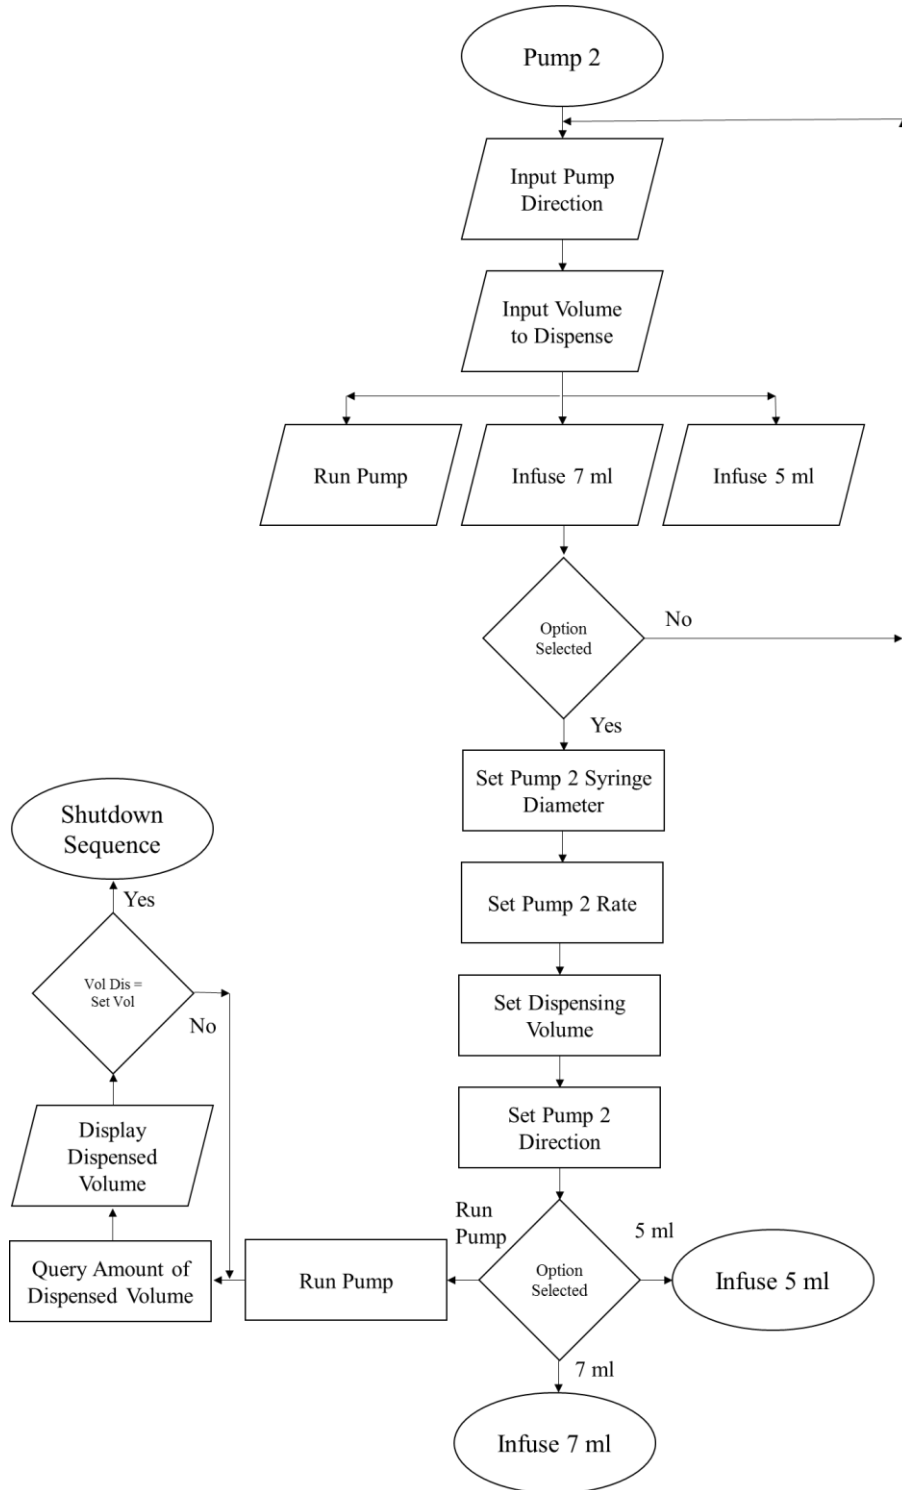 Pump 2
Input Pump
Direction
Input Volume
to Dispense
Run Pump
Infuse 7 ml
Infuse 5 ml
Option
Selected
No
Yes
Set Pump 2 Syringe
Diameter
Set Pump 2 Rate
Set Dispensing
Volume
Set Pump 2
Direction
Option
Selected
Run
Pump
5 ml
7 ml
Infuse 5 ml
Infuse 7 ml
Run Pump
Query Amount of
Dispensed Volume
Display
Dispensed
Volume
Vol Dis =
Set Vol
No
Yes
Shutdown
Sequence